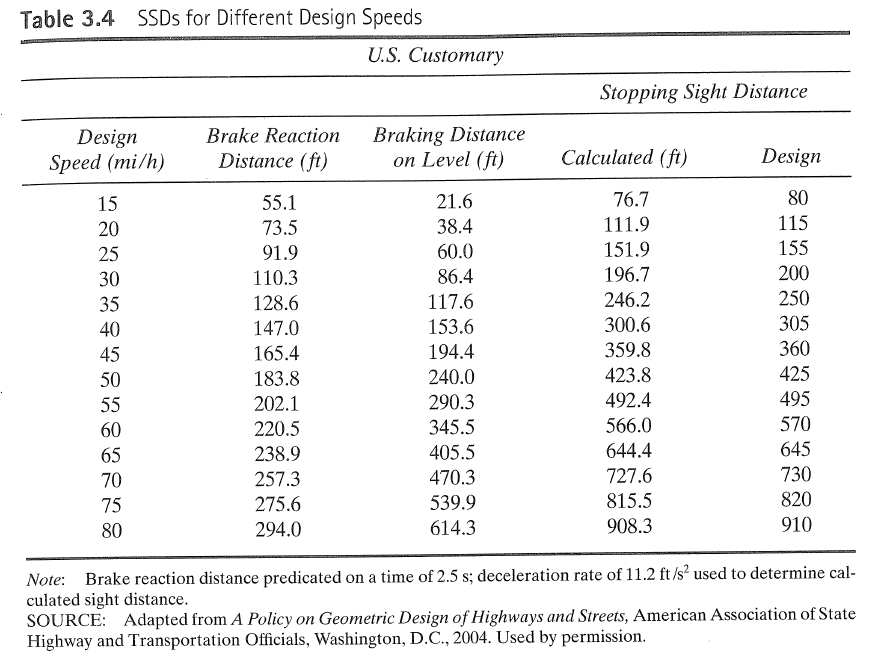 Table 3.4 SSDs for Different Design Speeds
U.S. Customary
Stopping Sight Distance
Design Brake Reaction Braking Distance
Speed (mi/h) Distance (ft) on Level (ft) Calculated (ft) Design
15 55.1 21.6 76.7 80
20 73.5 38.4 111.9 115
25 91.9 60.0 151.9 155
30 110.3 86.4 196.7 200
35 128.6 117.6 246.2 250
40 147.0 153.6 300.6 305
45 165.4 194.4 359.8 360
50 183.8 240.0 423.8 425
55 202.1 290.3 492.4 495
60 220.5 345.5 566.0 570
65 238.9 405.5 644.4 645
70 257.3 470.3 727.6 730
75 275.6 539.9 815.5 820
80 294.0 614.3 908.3 910
Note: Brake reaction distance predicated on a time of 2.5 s; deceleration rate of 11.2 ft/s² used to determine cal-
culated sight distance.
SOURCE: Adapted from A Policy on Geometric Design of Highways and Streets, American Association of State
Highway and Transportation Officials, Washington, D.C., 2004. Used by permission.